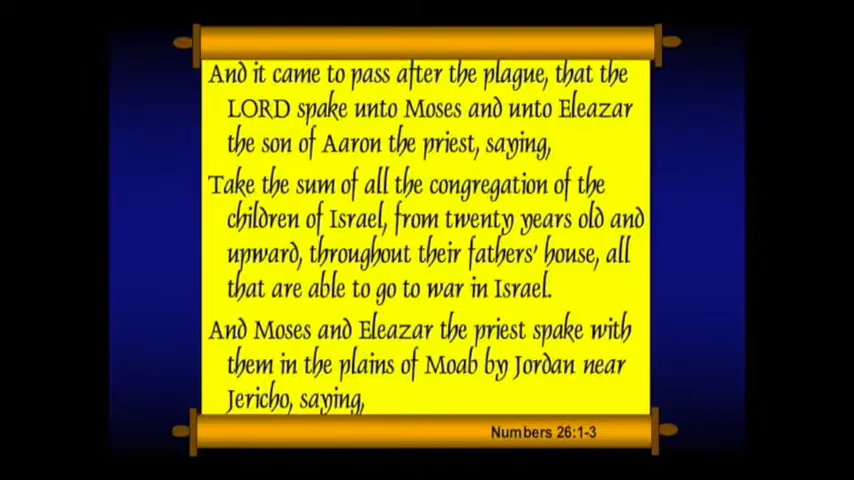 And it came to pass after the plague, that the
LORD spake unto Moses and unto Eleazar
the son of Aaron the priest, saying,
Take the sum of all the congregation of the
children of Israel, from twenty years old and
upward, throughout their fathers' house, all
that are able to go to war in Israel.
And Moses and Eleazar the priest spake with
them in the plains of Moab by Jordan near
Jericho, saying,
Numbers 26:1-3